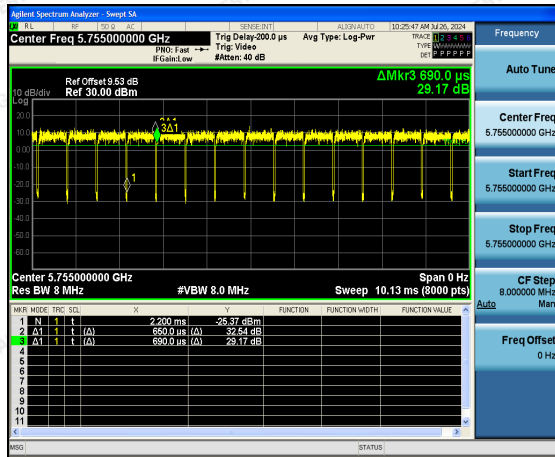 Agilent Spectrum Analyzer - Swept SA
RL RF 50 Ω AC SENSE:INT ALIGN AUTO 10:25:47 AM Jul 26, 2024
Center Freq 5.755000000 GHz
PNO: Fast
IFGain:Low
Trig Delay-200.0 µs
Trig: Video
#Atten: 40 dB
Avg Type: Log-Pwr
TRACE 1 2 3 4 5 6
TYPE WWWWWW
DET P P P P P P
Ref Offset 9.53 dB
10 dB/div Ref 30.00 dBm
ΔMkr3 690.0 µs
29.17 dB
Log
20.0
10.0
0.00
-10.0
-20.0
-30.0
-40.0
-50.0
-60.0
3Δ1
1
Center 5.755000000 GHz Span 0 Hz
Res BW 8 MHz #VBW 8.0 MHz Sweep 10.13 ms (8000 pts)
MKR MODE TRC SCL X Y FUNCTION FUNCTION WIDTH FUNCTION VALUE
1 N 1 t 2.200 ms -25.37 dBm
2 Δ1 1 t (Δ) 650.0 µs (Δ) 32.54 dB
3 Δ1 1 t (Δ) 690.0 µs (Δ) 29.17 dB
4
5
6
7
8
9
10
11
MSG STATUS
Frequency
Auto Tune
Center Freq
5.755000000 GHz
Start Freq
5.755000000 GHz
Stop Freq
5.755000000 GHz
CF Step
8.000000 MHz
Auto Man
Freq Offset
0 Hz